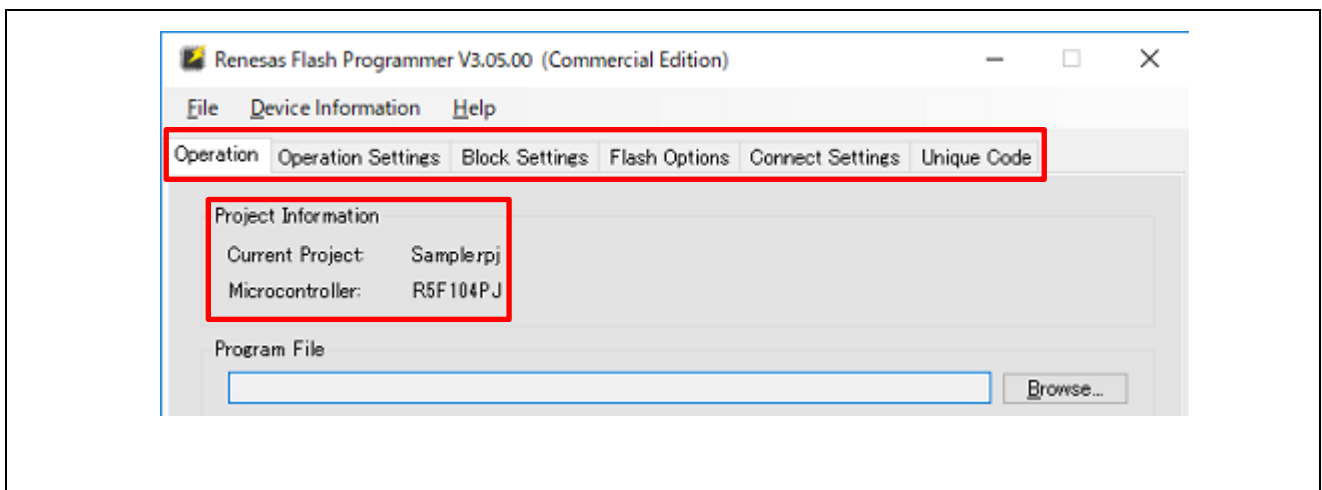 Renesas Flash Programmer V3.05.00 (Commercial Edition)
File Device Information Help
Operation Operation Settings Block Settings Flash Options Connect Settings Unique Code
Project Information
Current Project: Sample.rpj
Microcontroller: R5F104PJ
Program File
Browse...